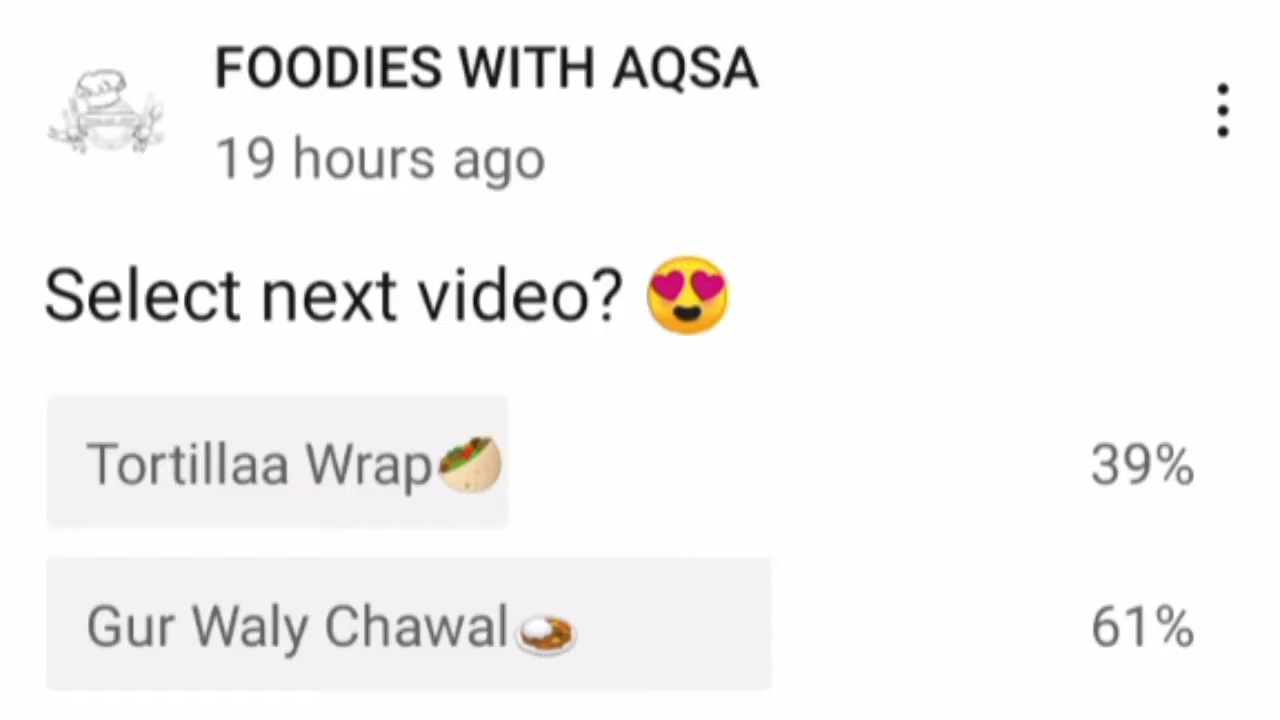 FOODIES WITH AQSA
19 hours ago
Select next video? 😍
Tortillaa Wrap🥙 39%
Gur Waly Chawal🍛 61%